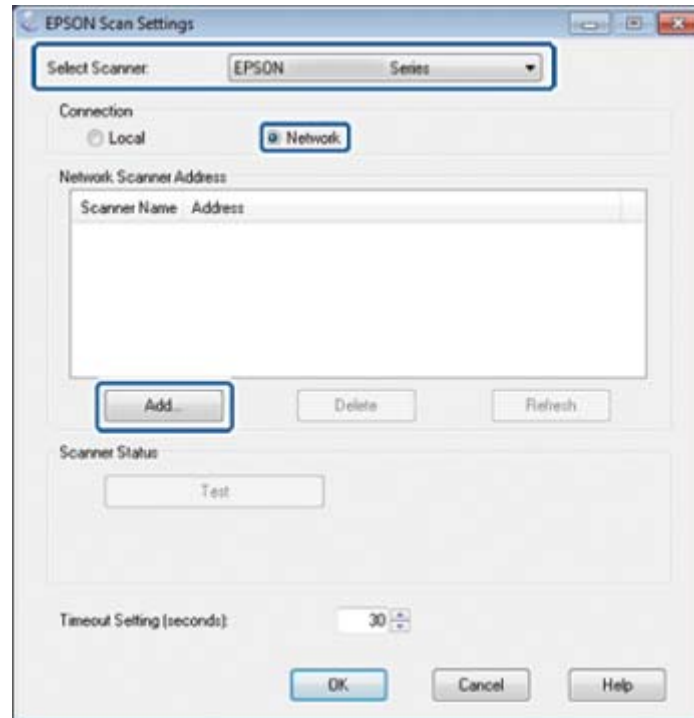 EPSON Scan Settings
Select Scanner: EPSON Series
Connection
Local Network
Network Scanner Address
Scanner Name Address
Add... Delete Refresh
Scanner Status
Test
Timeout Setting (seconds): 30
OK Cancel Help